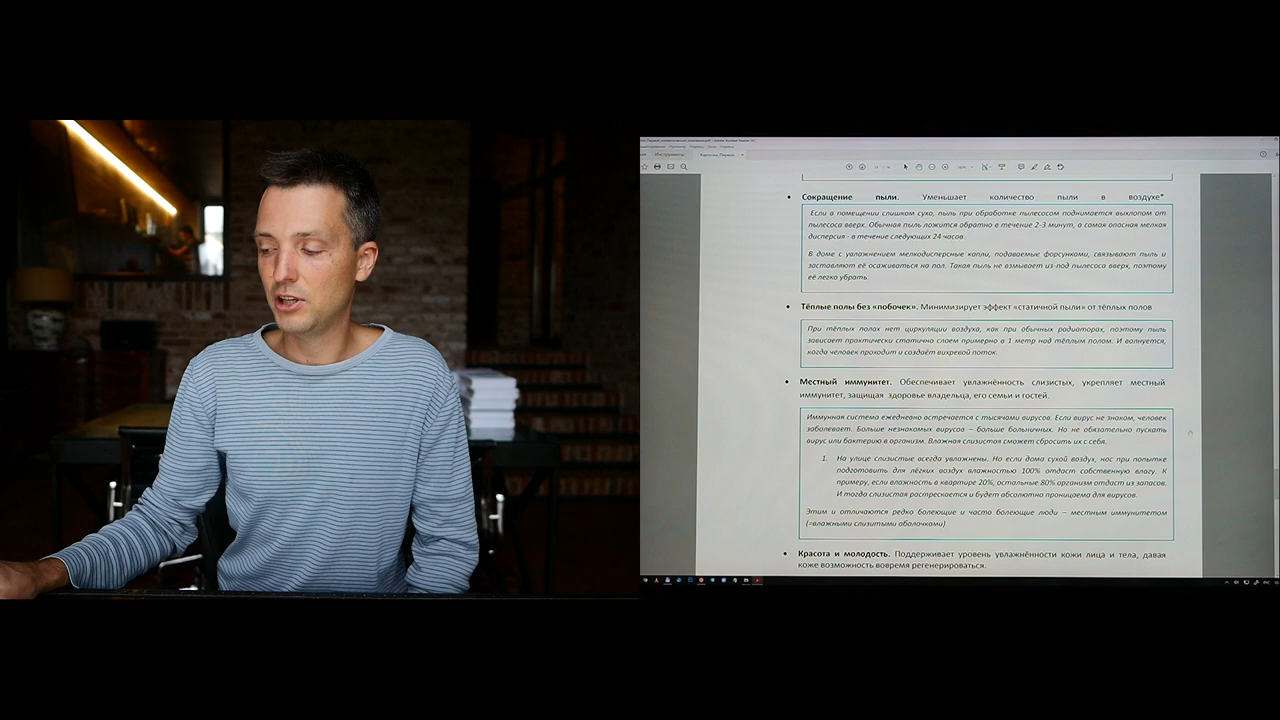 Инструменты
Сокращение пыли. Уменьшает количество пыли в воздухе*
Если в помещении слишком сухо, пыль при обработке пылесосом поднимается выхлопом от
пылесоса вверх. Обычная пыль ложится обратно в течение 2-3 минут, а самая опасная мелкая
дисперсия - в течение следующих 24 часов.
В доме с увлажнением мелкодисперсные капли, подаваемые форсунками, связывают пыль и
заставляют её осаживаться на пол. Такая пыль не взмывает из-под пылесоса вверх, поэтому
её легко убрать.
Тёплые полы без «побочек». Минимизирует эффект «статичной пыли» от тёплых полов
При тёплых полах нет циркуляции воздуха, как при обычных радиаторах, поэтому пыль
зависает практически статично слоем примерно в 1 метр над тёплым полом. И волнуется,
когда человек проходит и создаёт вихревой поток.
Местный иммунитет. Обеспечивает увлажнённость слизистых, укрепляет местный
иммунитет, защищая здоровье владельца, его семьи и гостей.
Иммунная система ежедневно встречается с тысячами вирусов. Если вирус не знаком, человек
заболевает. Больше незнакомых вирусов – больше больничных. Но не обязательно пускать
вирус или бактерию в организм. Влажная слизистая сможет сбросить их с себя.
1. На улице слизистые всегда увлажнены. Но если дома сухой воздух, нос при попытке
подготовить для лёгких воздух влажностью 100% отдаст собственную влагу. К
примеру, если влажность в квартире 20%, остальные 80% организм отдаст из запасов.
И тогда слизистая растрескается и будет абсолютно проницаема для вирусов.
Этим и отличаются редко болеющие и часто болеющие люди – местным иммунитетом
(=влажными слизитыми оболочками)
Красота и молодость. Поддерживает уровень увлажнённости кожи лица и тела, давая
коже возможность вовремя регенерироваться.